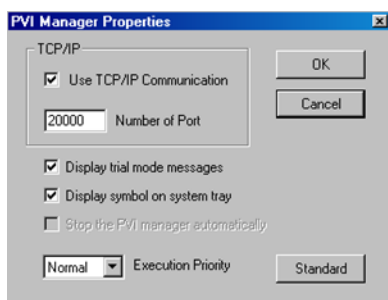 PVI Manager Properties
TCP/IP
Use TCP/IP Communication
20000 Number of Port
OK
Cancel
Display trial mode messages
Display symbol on system tray
Stop the PVI manager automatically
Normal Execution Priority
Standard